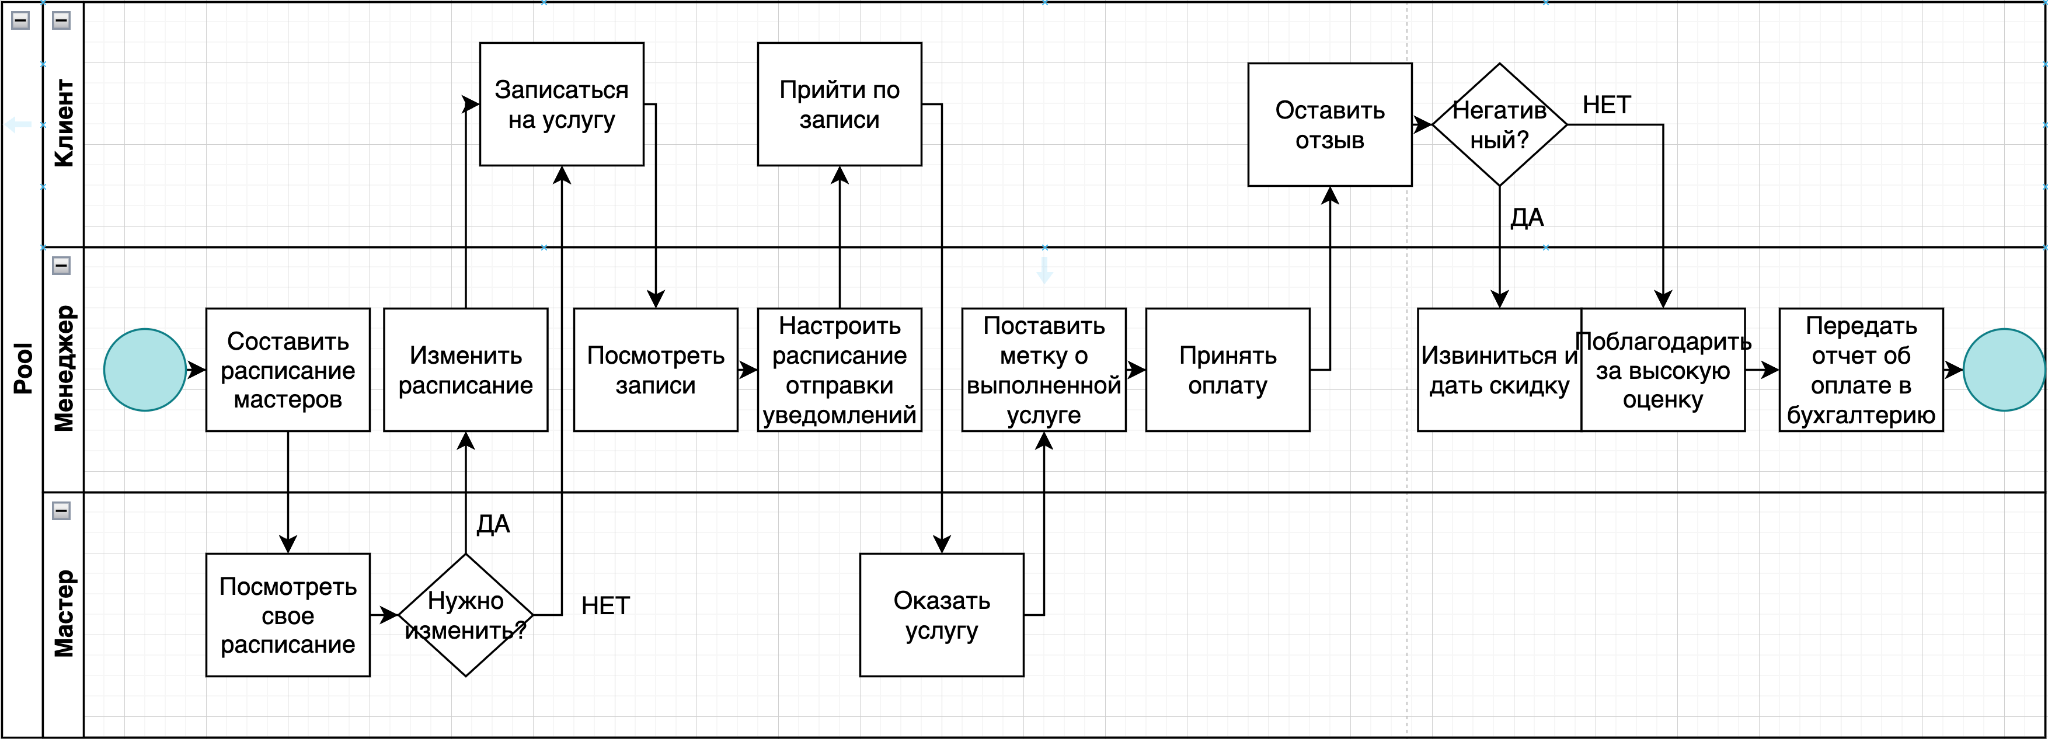 Pool
Клиент
Записаться
на услугу
Прийти по
записи
Оставить
отзыв
Негатив
ный?
НЕТ
ДА
Менеджер
Составить
расписание
мастеров
Изменить
расписание
Посмотреть
записи
Настроить
расписание
отправки
уведомлений
Поставить
метку о
выполненной
услуге
Принять
оплату
Извиниться и
дать скидку
Поблагодарить
за высокую
оценку
Передать
отчет об
оплате в
бухгалтерию
Мастер
Посмотреть
свое
расписание
Нужно
изменить?
ДА
НЕТ
Оказать
услугу